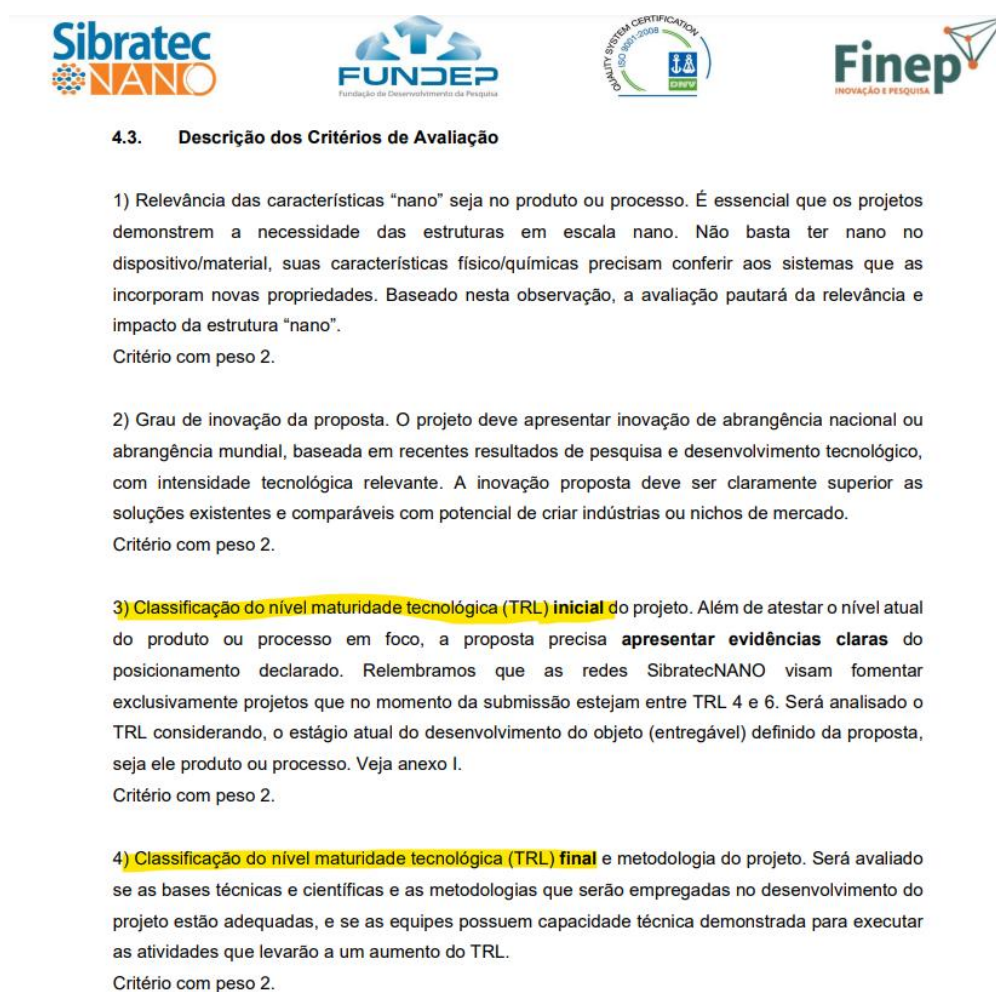 Sibratec
NANO
FUNDEP
Fundação de Desenvolvimento da Pesquisa
QUALITY SYSTEM CERTIFICATION
ISO 9001:2008
DNV
Finep
INOVAÇÃO E PESQUISA
4.3. Descrição dos Critérios de Avaliação
1) Relevância das características “nano” seja no produto ou processo. É essencial que os projetos
demonstrem a necessidade das estruturas em escala nano. Não basta ter nano no
dispositivo/material, suas características físico/químicas precisam conferir aos sistemas que as
incorporam novas propriedades. Baseado nesta observação, a avaliação pautará da relevância e
impacto da estrutura “nano”.
Critério com peso 2.
2) Grau de inovação da proposta. O projeto deve apresentar inovação de abrangência nacional ou
abrangência mundial, baseada em recentes resultados de pesquisa e desenvolvimento tecnológico,
com intensidade tecnológica relevante. A inovação proposta deve ser claramente superior as
soluções existentes e comparáveis com potencial de criar indústrias ou nichos de mercado.
Critério com peso 2.
3) Classificação do nível maturidade tecnológica (TRL) inicial do projeto. Além de atestar o nível atual
do produto ou processo em foco, a proposta precisa apresentar evidências claras do
posicionamento declarado. Relembramos que as redes SibratecNANO visam fomentar
exclusivamente projetos que no momento da submissão estejam entre TRL 4 e 6. Será analisado o
TRL considerando, o estágio atual do desenvolvimento do objeto (entregável) definido da proposta,
seja ele produto ou processo. Veja anexo I.
Critério com peso 2.
4) Classificação do nível maturidade tecnológica (TRL) final e metodologia do projeto. Será avaliado
se as bases técnicas e científicas e as metodologias que serão empregadas no desenvolvimento do
projeto estão adequadas, e se as equipes possuem capacidade técnica demonstrada para executar
as atividades que levarão a um aumento do TRL.
Critério com peso 2.